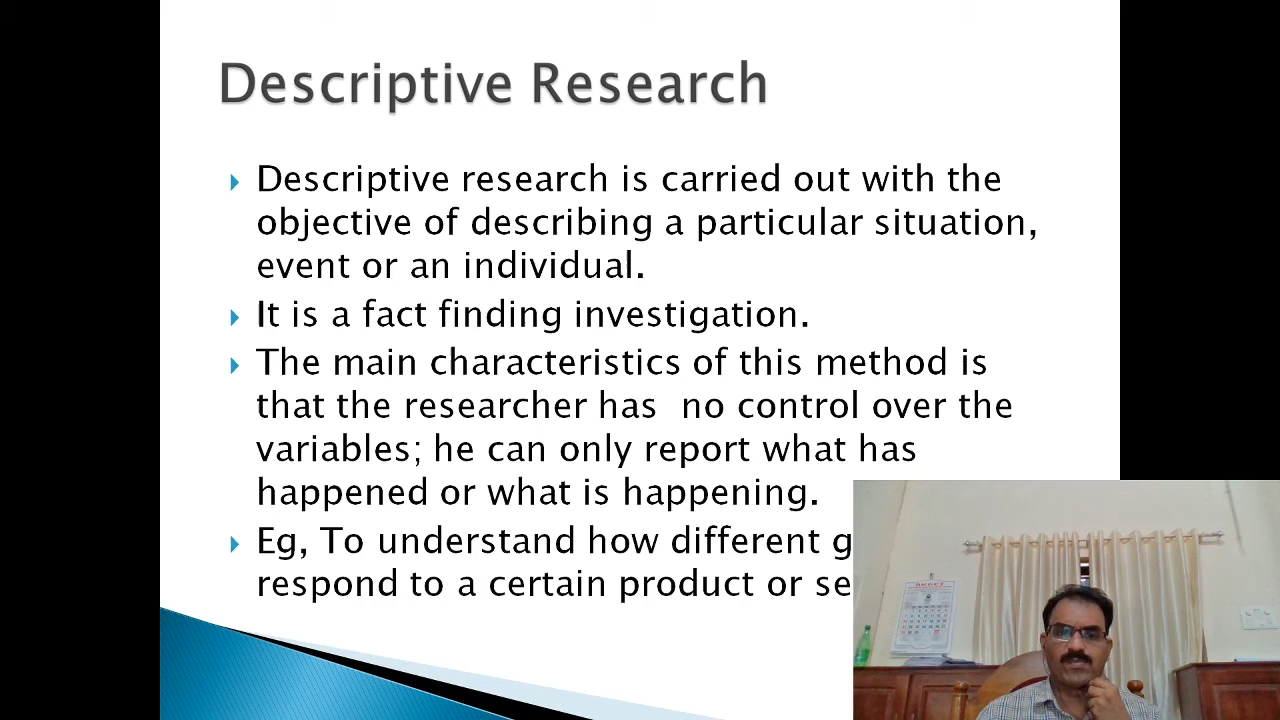 Descriptive Research
Descriptive research is carried out with the
objective of describing a particular situation,
event or an individual.
It is a fact finding investigation.
The main characteristics of this method is
that the researcher has no control over the
variables; he can only report what has
happened or what is happening.
Eg, To understand how different
respond to a certain product or